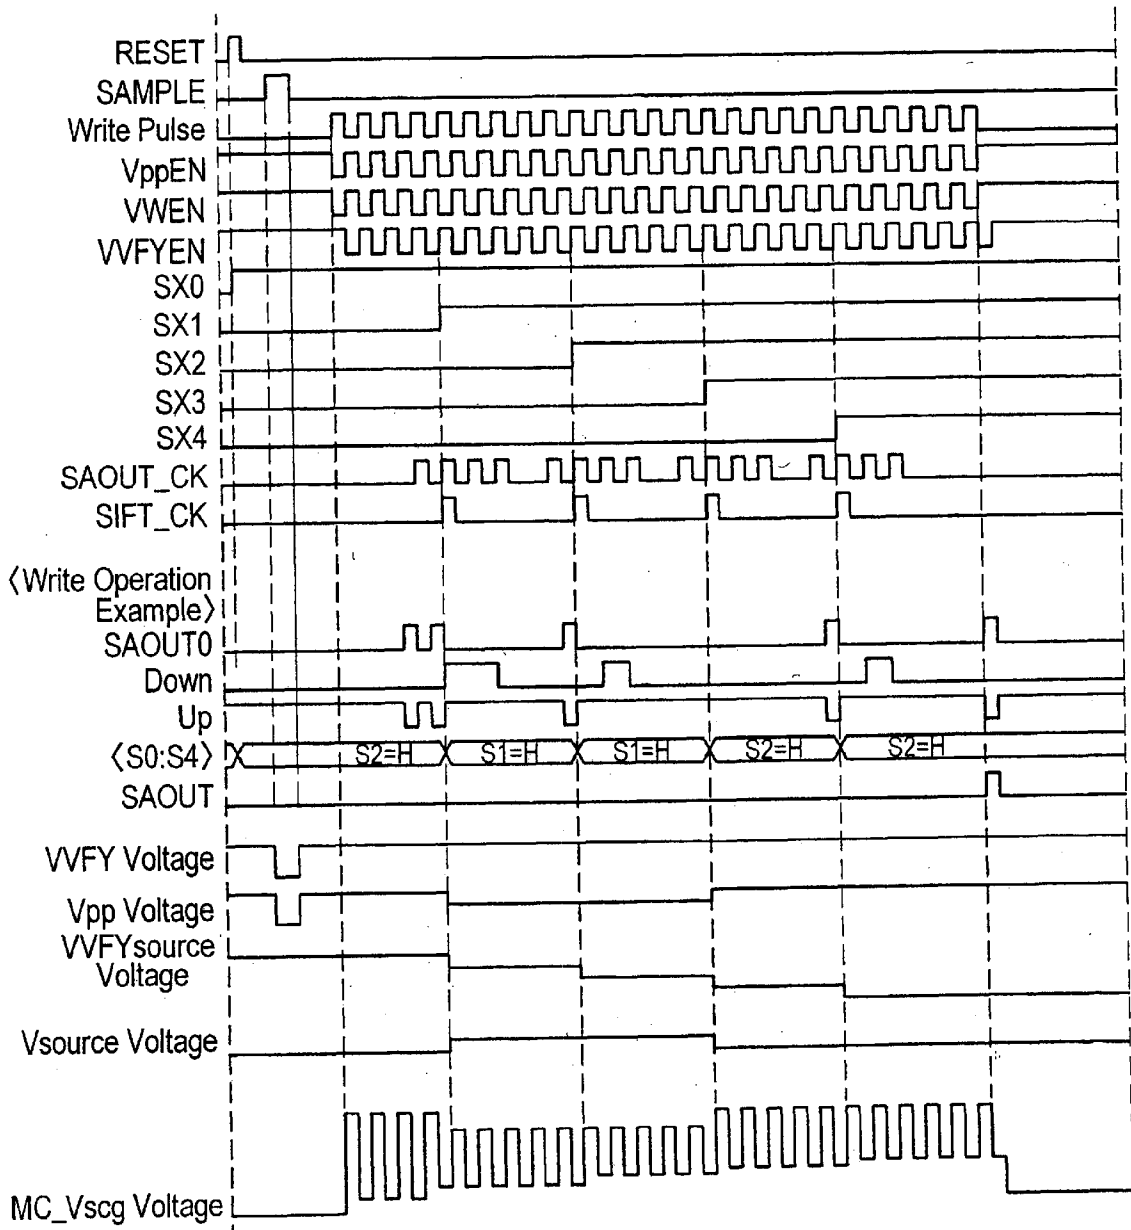 RESET
SAMPLE
Write Pulse
VppEN
VWEN
VVFYEN
SX0
SX1
SX2
SX3
SX4
SAOUT_CK
SIFT_CK
〈Write Operation
Example〉
SAOUT0
Down
Up
〈S0:S4〉 S2=H S1=H S1=H S2=H S2=H
SAOUT
VVFY Voltage
Vpp Voltage
VVFYsource
Voltage
Vsource Voltage
MC_Vscg Voltage